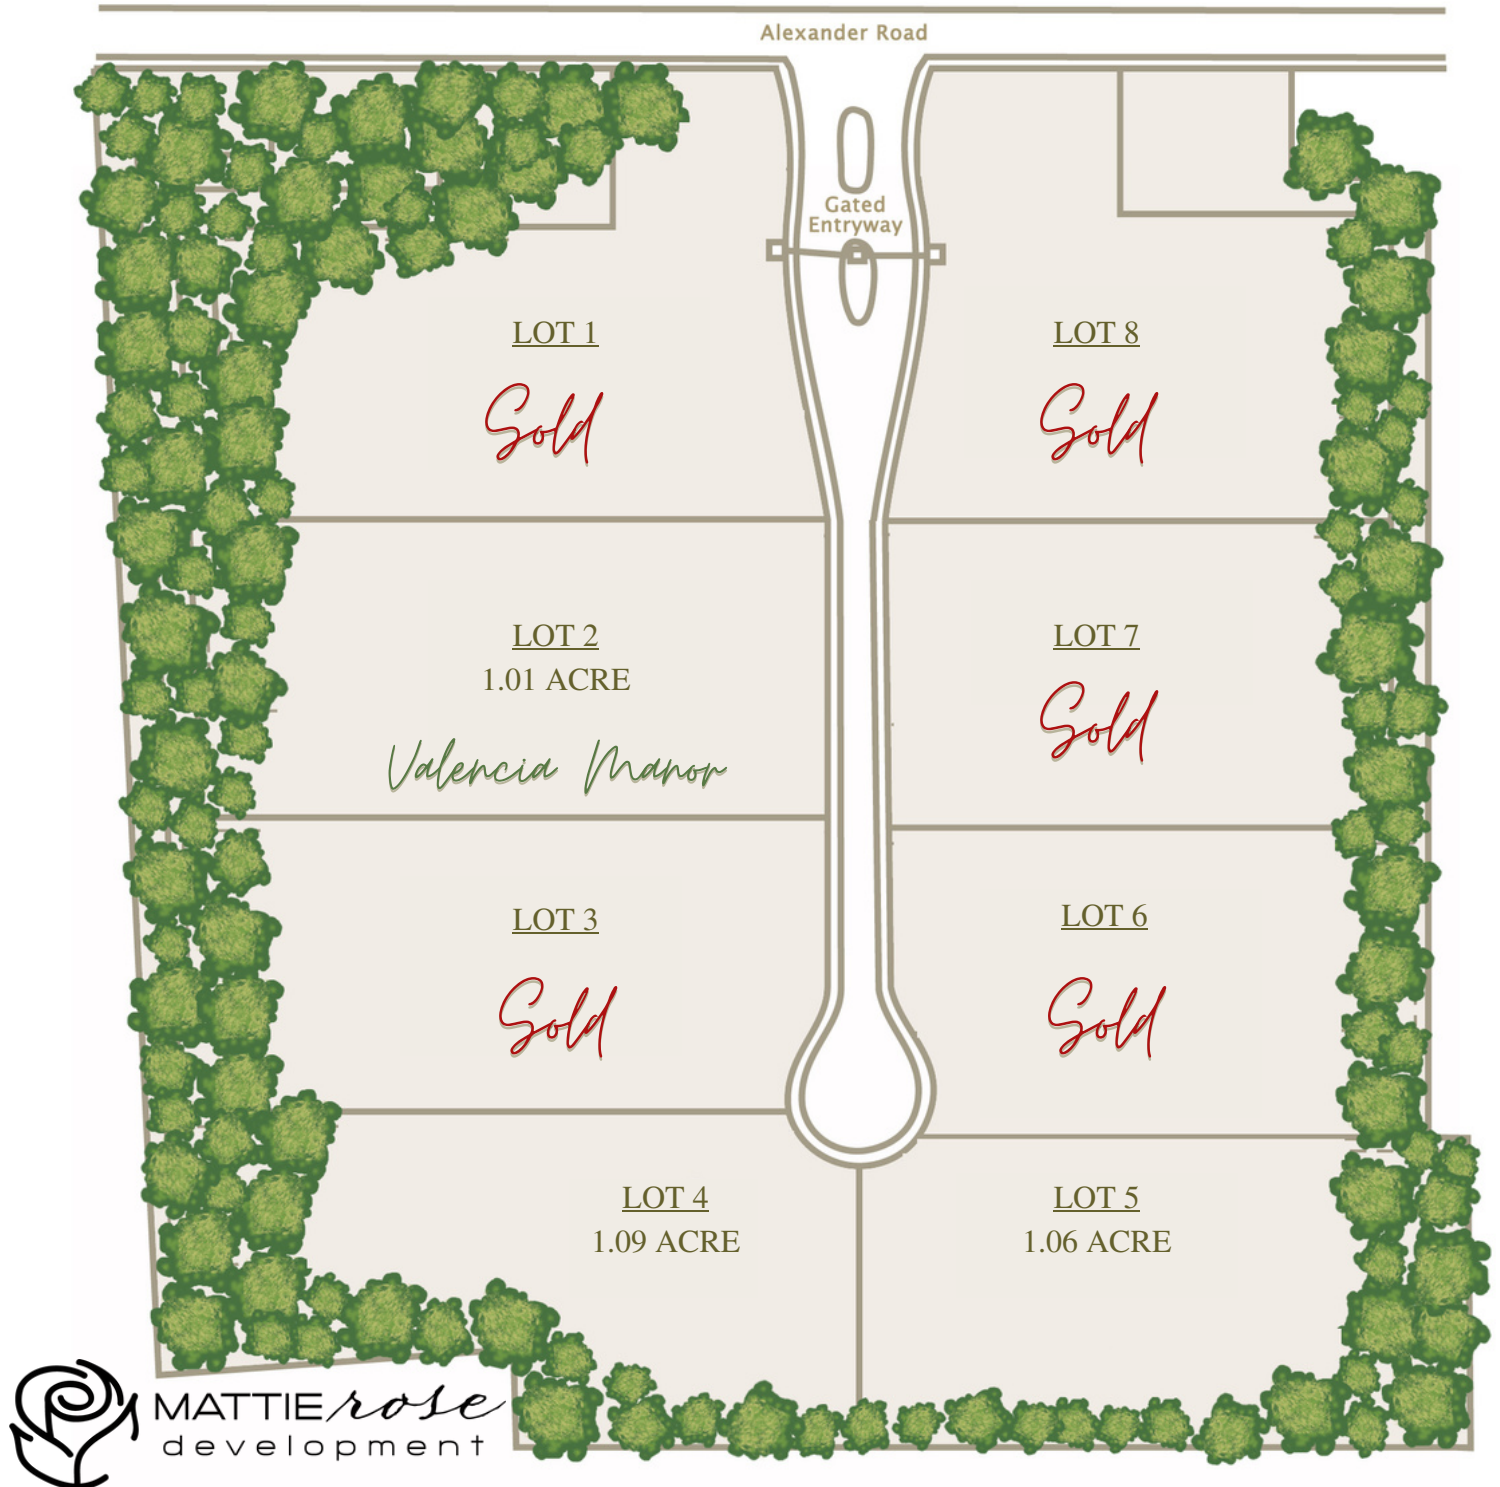 Alexander Road
Gated
Entryway
LOT 1
Sold
LOT 8
Sold
LOT 2
1.01 ACRE
Valencia Manor
LOT 7
Sold
LOT 3
Sold
LOT 6
Sold
LOT 4
1.09 ACRE
LOT 5
1.06 ACRE
MATTIE rose
development